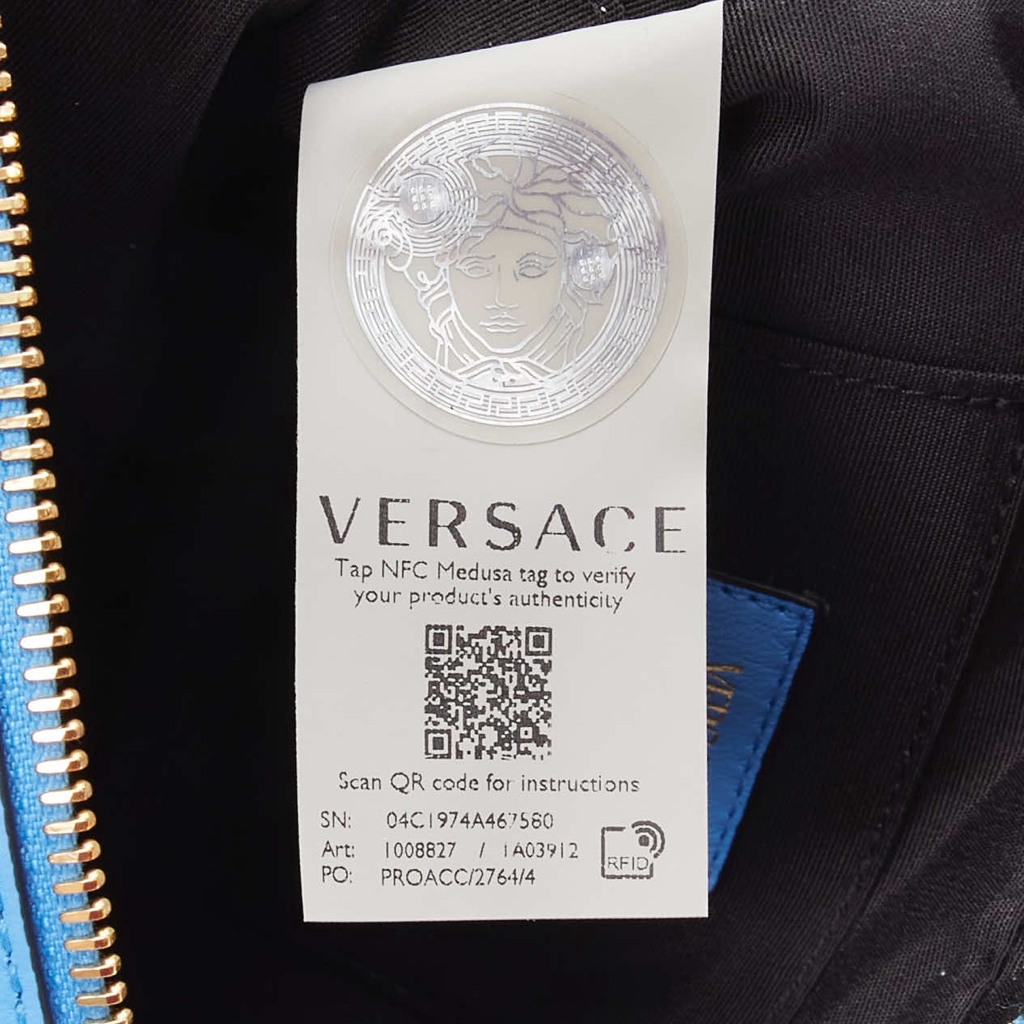 VERSACE
Tap NFC Medusa tag to verify
your product's authenticity
Scan QR code for instructions
SN: 04C1974A467580
Art: 1008827 / 1A03912
PO: PROACC/2764/4
RFID